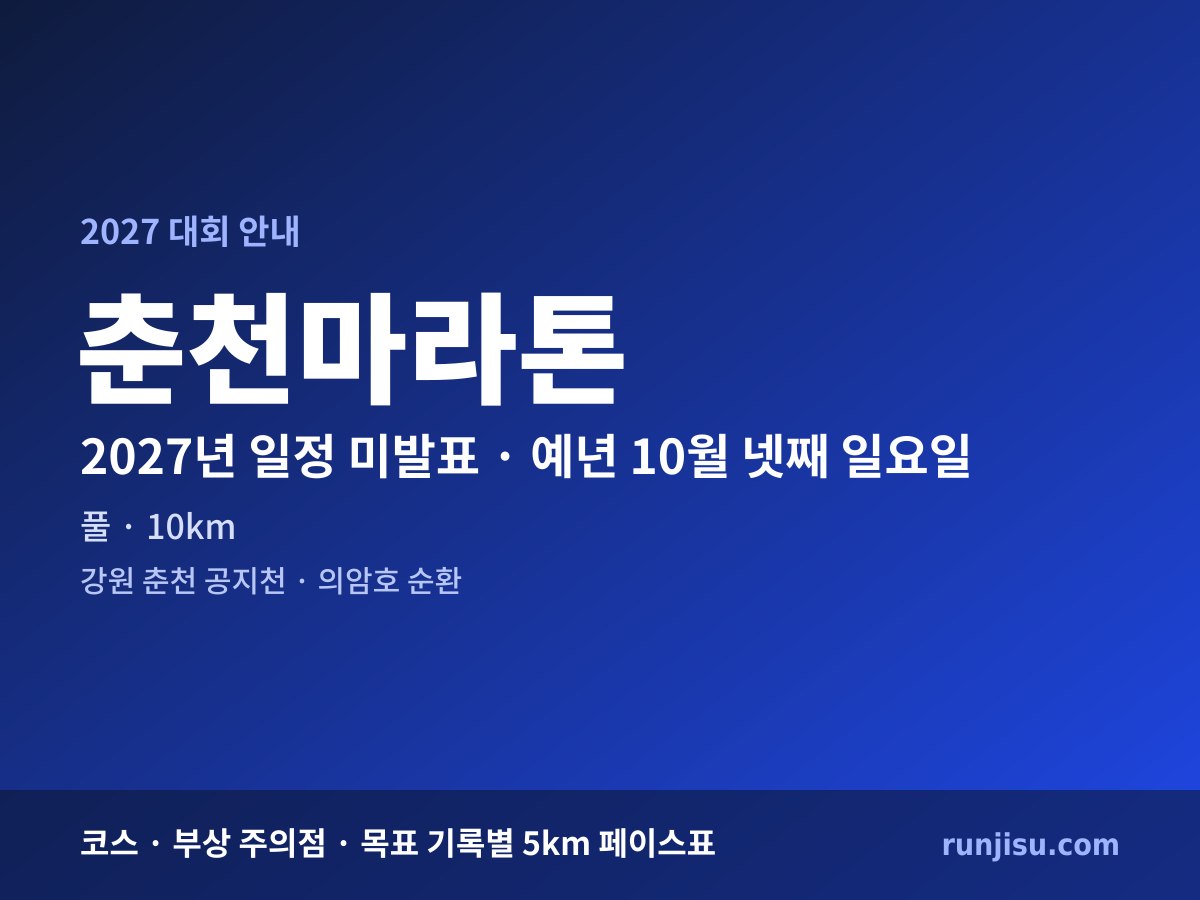 2027 대회 안내
춘천마라톤
2027년 일정 미발표 · 예년 10월 넷째 일요일
풀 · 10km
강원 춘천 공지천 · 의암호 순환
코스 · 부상 주의점 · 목표 기록별 5km 페이스표
runjisu.com